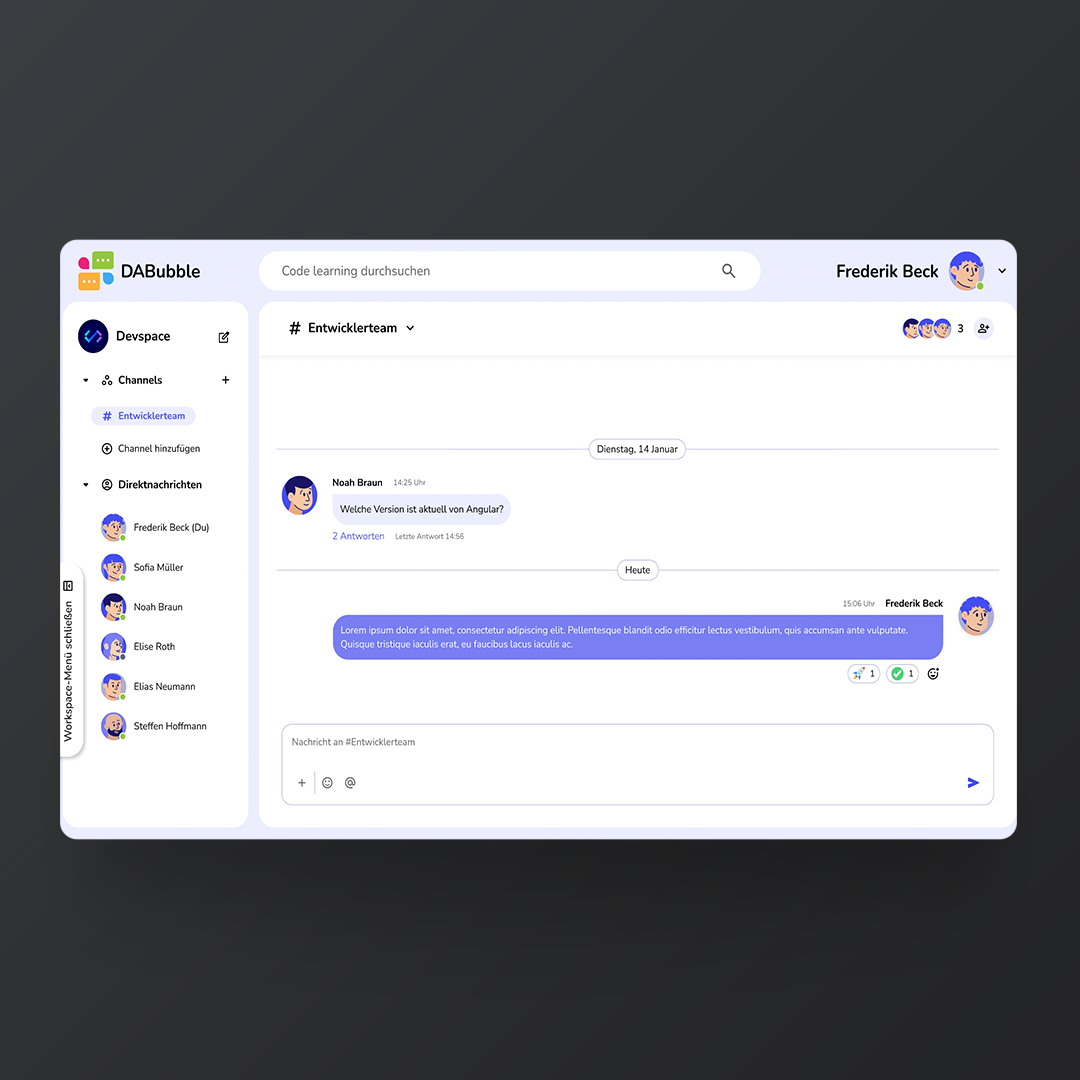 DABubble
Code learning durchsuchen
Frederik Beck
Devspace
Channels
# Entwicklerteam
Channel hinzufügen
Direktnachrichten
Frederik Beck (Du)
Sofia Müller
Noah Braun
Elise Roth
Elias Neumann
Steffen Hoffmann
Workspace-Menü schließen
# Entwicklerteam
3
Dienstag, 14 Januar
Noah Braun 14:25 Uhr
Welche Version ist aktuell von Angular?
2 Antworten Letzte Antwort 14:56
Heute
15:06 Uhr Frederik Beck
Lorem ipsum dolor sit amet, consectetur adipiscing elit. Pellentesque blandit odio efficitur lectus vestibulum, quis accumsan ante vulputate.
Quisque tristique iaculis erat, eu faucibus lacus iaculis ac.
1 1
Nachricht an #Entwicklerteam